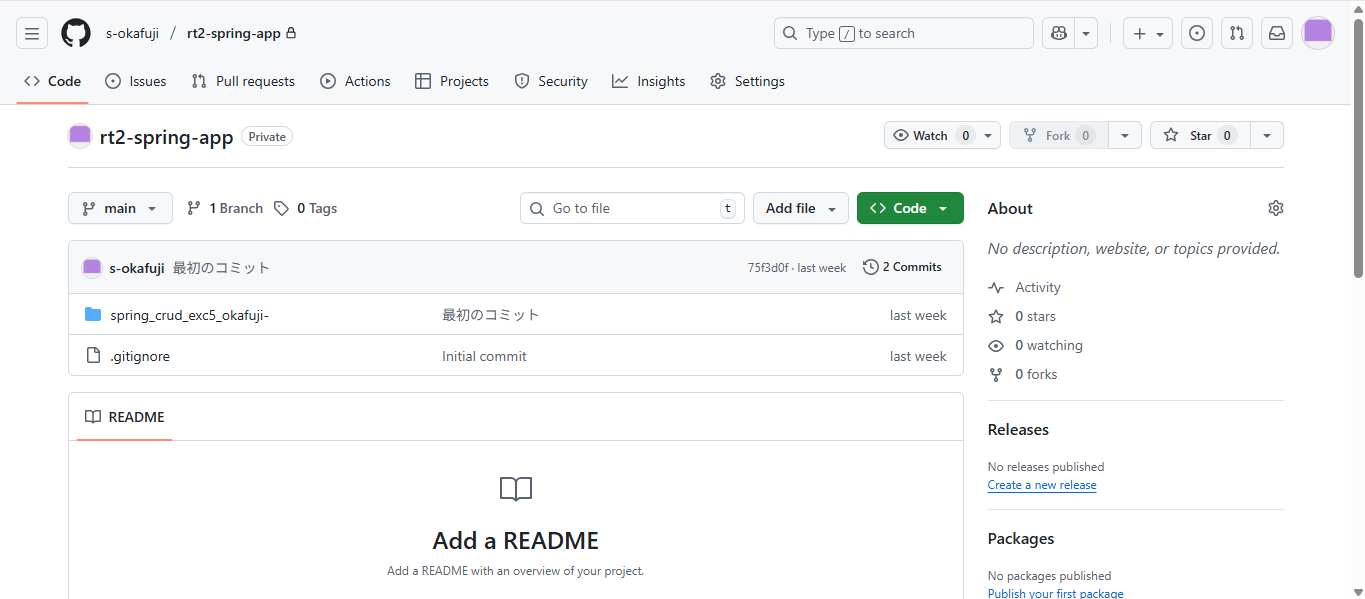 s-okafuji / rt2-spring-app
Type / to search
Code Issues Pull requests Actions Projects Security Insights Settings
rt2-spring-app Private
Watch 0 Fork 0 Star 0
main 1 Branch 0 Tags
Go to file t Add file Code
s-okafuji 最初のコミット 75f3d0f · last week 2 Commits
spring_crud_exc5_okafuji- 最初のコミット last week
.gitignore Initial commit last week
README
Add a README
Add a README with an overview of your project.
About
No description, website, or topics provided.
Activity
0 stars
0 watching
0 forks
Releases
No releases published
Create a new release
Packages
No packages published
Publish your first package